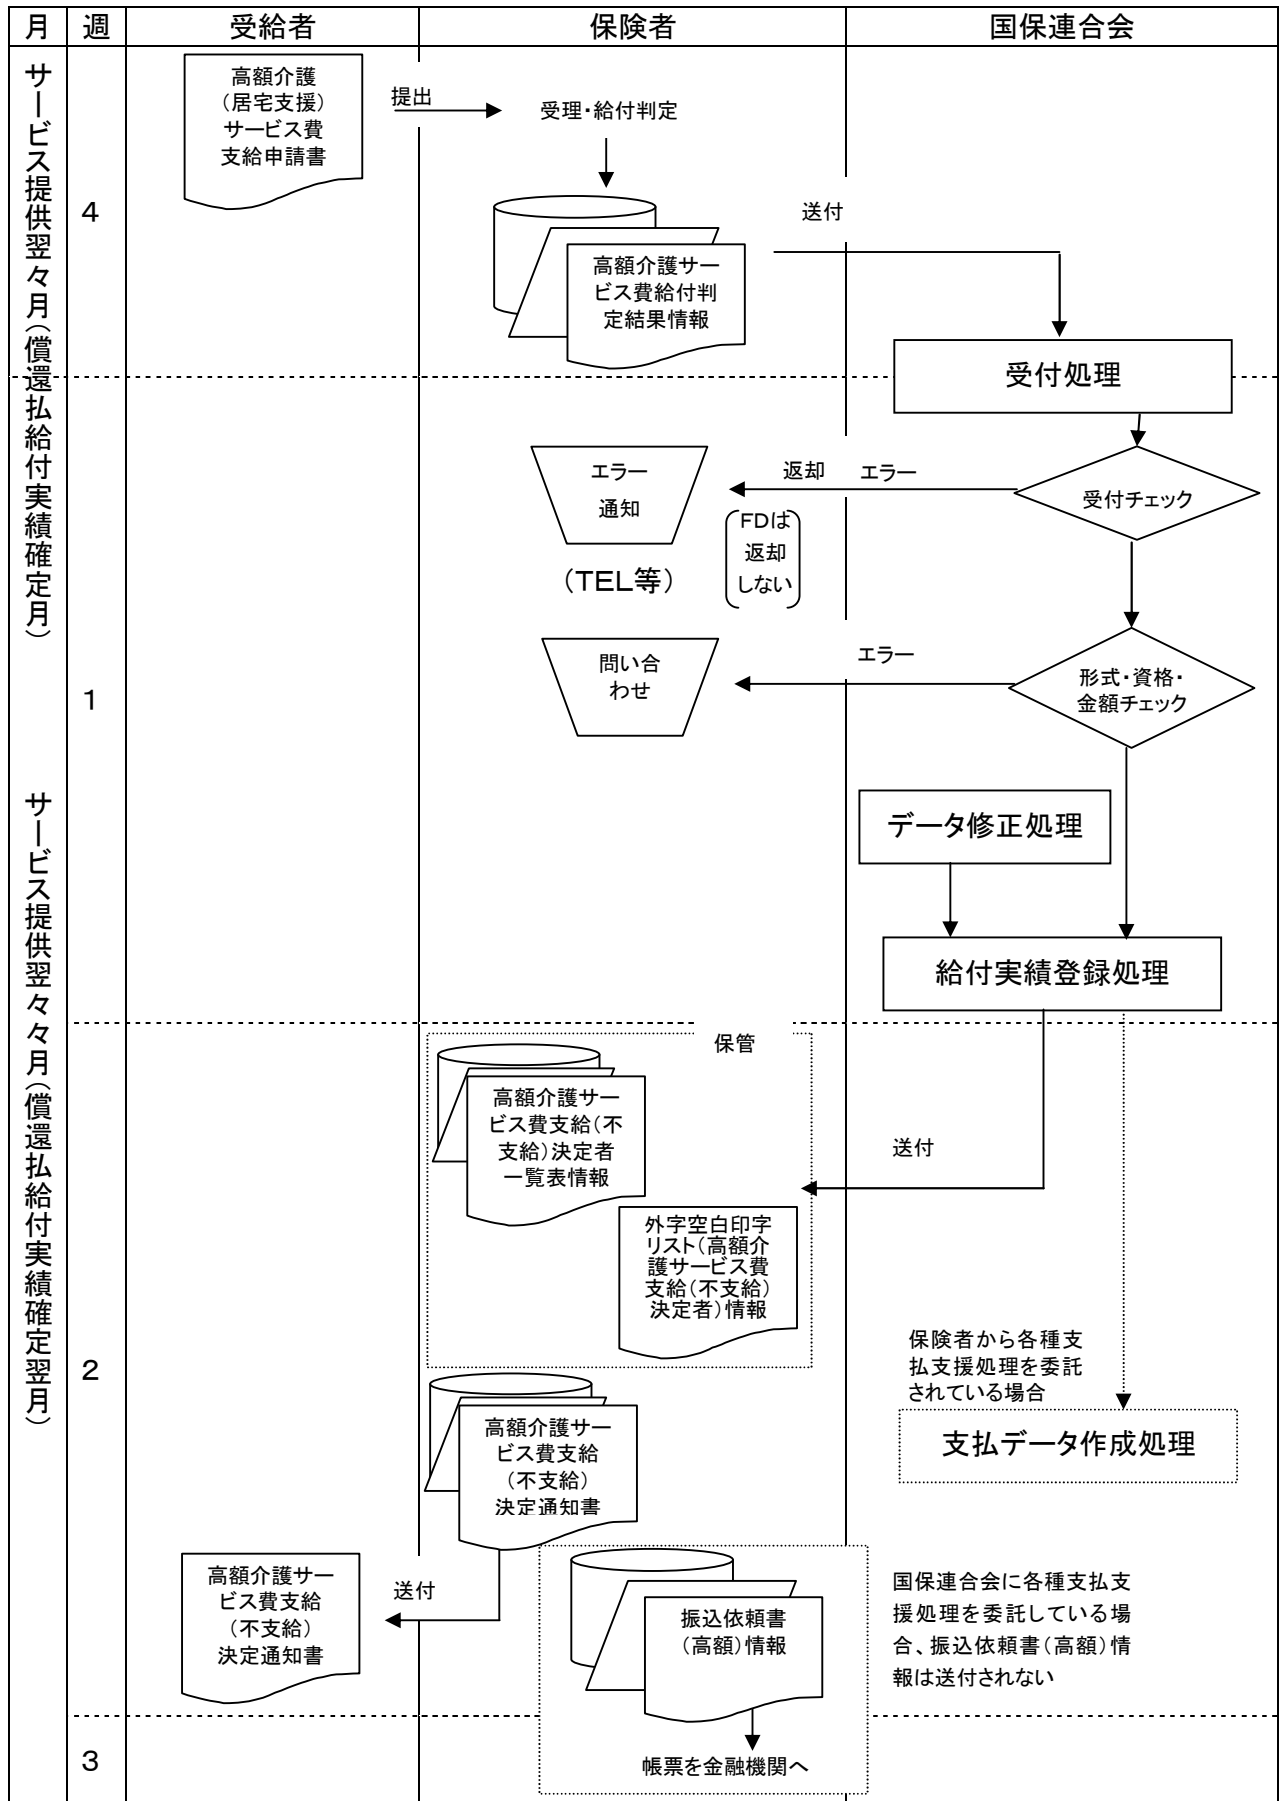 月 週 受給者 保険者 国保連合会
サービス提供翌々月（償還払給付実績確定月）
4
高額介護
（居宅支援）
サービス費
支給申請書
提出
受理・給付判定
高額介護サー
ビス費給付判
定結果情報
送付
受付処理
1
受付チェック
エラー
返却
エラー
通知
（TEL等）
FDは
返却
しない
形式・資格・
金額チェック
エラー
問い合
わせ
データ修正処理
給付実績登録処理
サービス提供翌々々月（償還払給付実績確定翌月）
2
保管
高額介護サー
ビス費支給（不
支給）決定者
一覧表情報
送付
外字空白印字
リスト（高額介
護サービス費
支給（不支給）
決定者）情報
保険者から各種支
払支援処理を委託
されている場合
支払データ作成処理
高額介護サー
ビス費支給
（不支給）
決定通知書
送付
高額介護サー
ビス費支給
（不支給）
決定通知書
振込依頼書
（高額）情報
国保連合会に各種支払支
援処理を委託している場
合、振込依頼書（高額）情
報は送付されない
3
帳票を金融機関へ